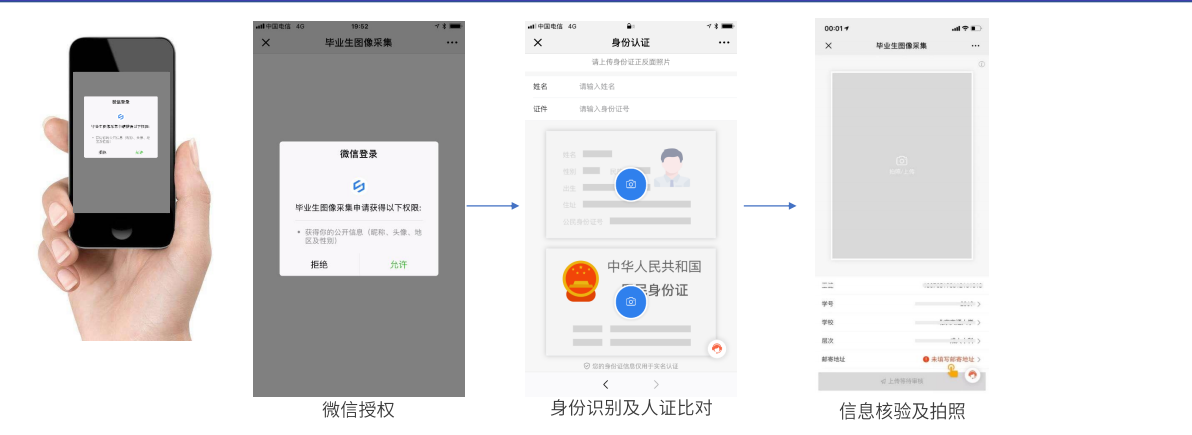 微信登录
中国电信 4G 19:52
毕业生图像采集
微信登录
毕业生图像采集申请获得以下权限:
• 获得你的公开信息（昵称、头像、地
区及性别）
拒绝 允许
微信授权
中国电信 4G
身份认证
请上传身份证正反面照片
姓名 请输入姓名
证件 请输入身份证号
姓名
性别
出生
住址
公民身份证号
中华人民共和国
居民身份证
您的身份证信息仅用于实名认证
身份识别及人证比对
00:01
毕业生图像采集
学号
学校
层次
邮寄地址 未填写邮寄地址
上传等待审核
信息核验及拍照